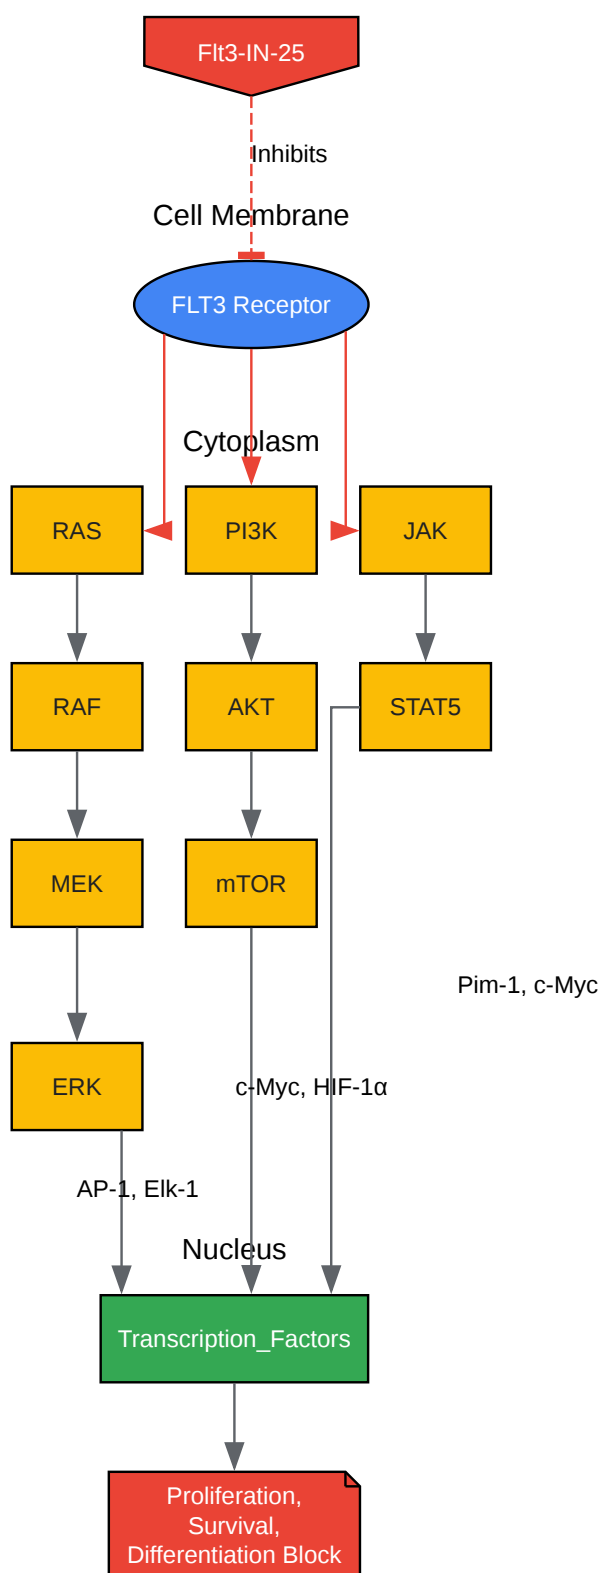 Flt3-IN-25
Inhibits
Cell Membrane
FLT3 Receptor
Cytoplasm
RAS
PI3K
JAK
RAF
AKT
STAT5
MEK
mTOR
Pim-1, c-Myc
ERK
c-Myc, HIF-1α
AP-1, Elk-1
Nucleus
Transcription_Factors
Proliferation,
Survival,
Differentiation Block